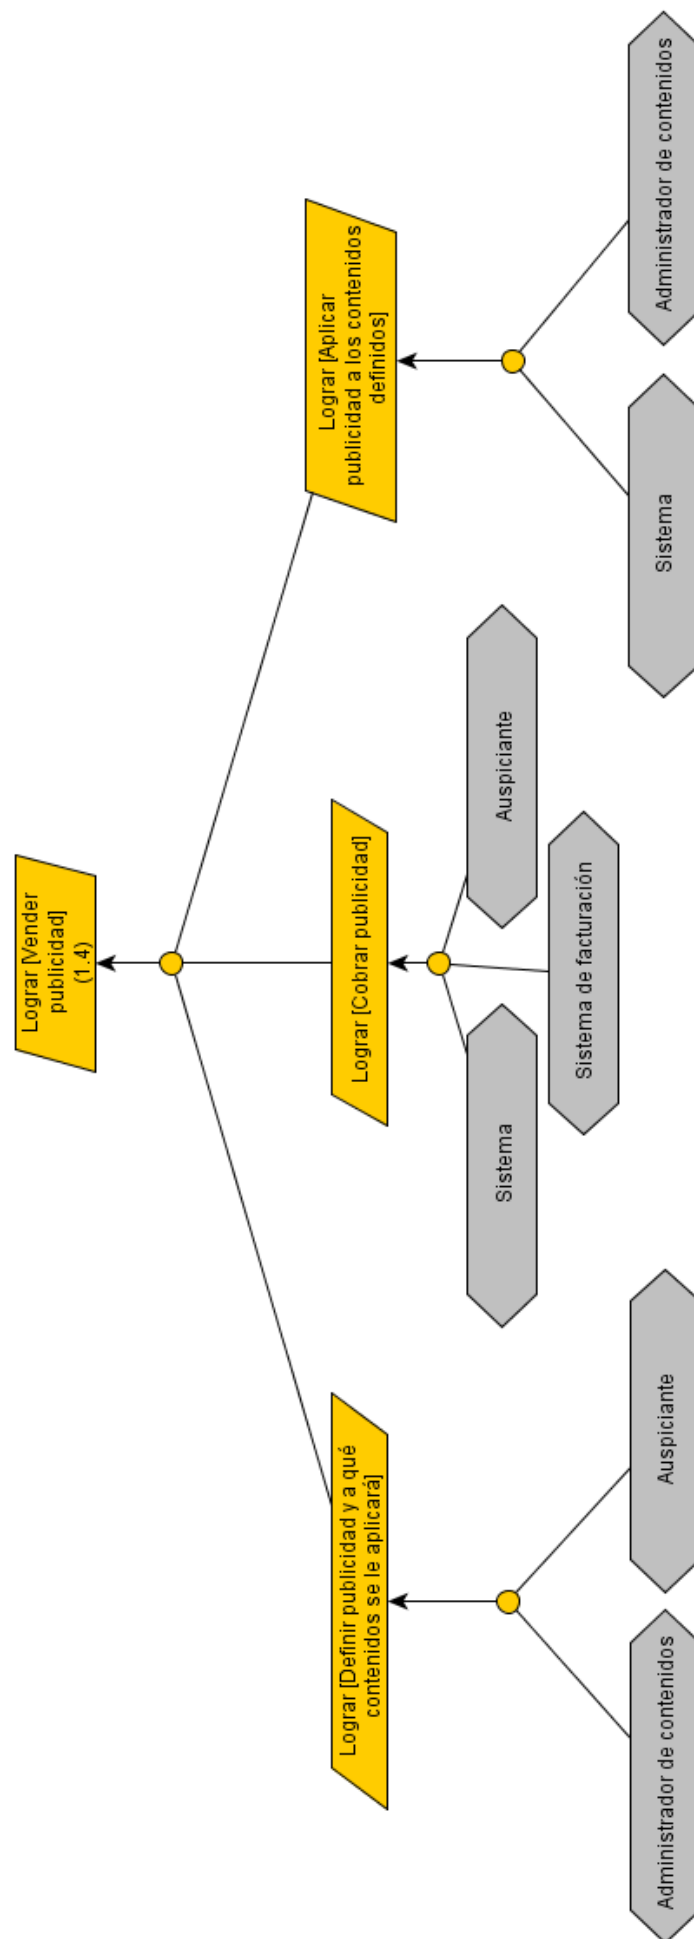 Lograr [Vender
publicidad]
(1.4)
Lograr [Definir publicidad y a qué
contenidos se le aplicará]
Lograr [Cobrar publicidad]
Lograr [Aplicar
publicidad a los contenidos
definidos]
Administrador de contenidos
Auspiciante
Sistema
Sistema de facturación
Auspiciante
Sistema
Administrador de contenidos